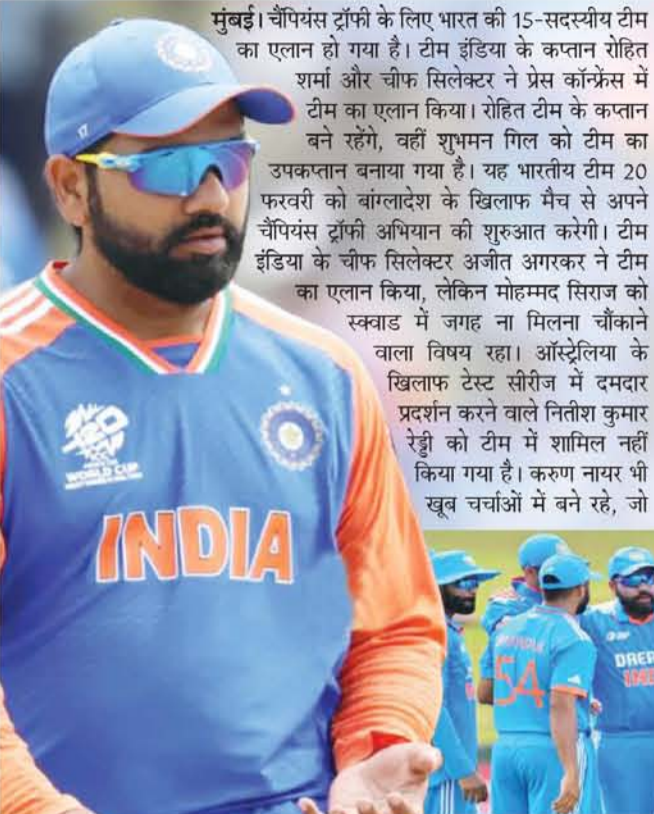 मुंबई। चैंपियंस ट्रॉफी के लिए भारत की 15-सदस्यीय टीम
का एलान हो गया है। टीम इंडिया के कप्तान रोहित
शर्मा और चीफ सिलेक्टर ने प्रेस कॉन्फ्रेंस में
टीम का एलान किया। रोहित टीम के कप्तान
बने रहेंगे, वहीं शुभमन गिल को टीम का
उपकप्तान बनाया गया है। यह भारतीय टीम 20
फरवरी को बांग्लादेश के खिलाफ मैच से अपने
चैंपियंस ट्रॉफी अभियान की शुरुआत करेगी। टीम
इंडिया के चीफ सिलेक्टर अजीत अगरकर ने टीम
का एलान किया, लेकिन मोहम्मद सिराज को
स्क्वाड में जगह ना मिलना चौंकाने
वाला विषय रहा। ऑस्ट्रेलिया के
खिलाफ टेस्ट सीरीज में दमदार
प्रदर्शन करने वाले नितीश कुमार
रेड्डी को टीम में शामिल नहीं
किया गया है। करुण नायर भी
खूब चर्चाओं में बने रहे, जो
T20
WORLD CUP
INDIA
54